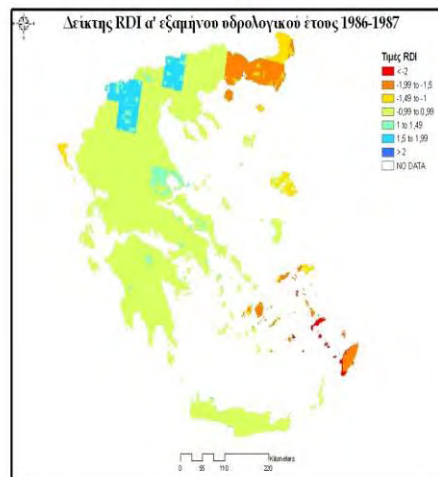 Δείκτης RDI α' εξαμήνου υδρολογικού έτους 1986-1987
Τιμές RDI
< -2
-1,99 to -1,5
-1,49 to -1
-0,99 to 0,99
1 to 1,49
1,5 to 1,99
> 2
NO DATA
Kilometers
0 55 110 220